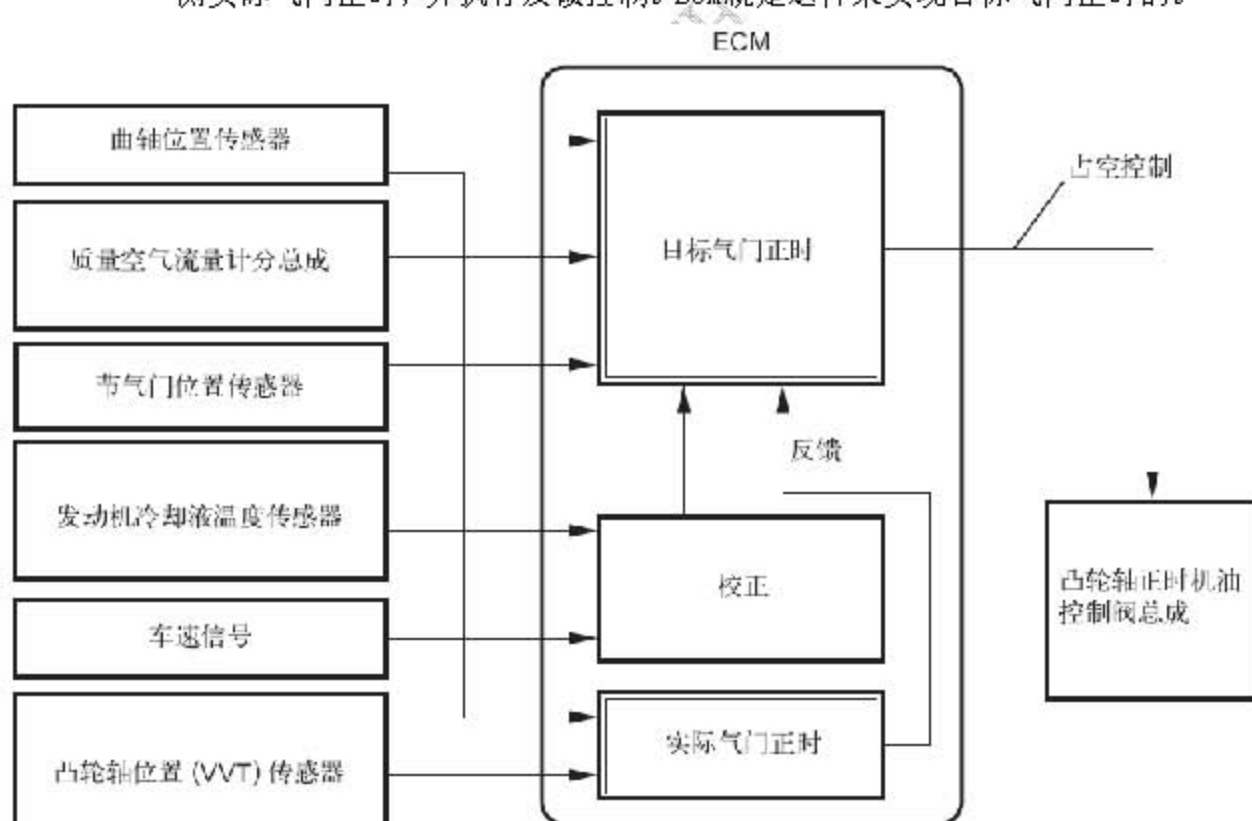 ECM
曲轴位置传感器
质量空气流量计分总成
节气门位置传感器
发动机冷却液温度传感器
车速信号
凸轮轴位置 (VVT) 传感器
目标气门正时
反馈
校正
实际气门正时
占空控制
凸轮轴正时机油
控制阀总成